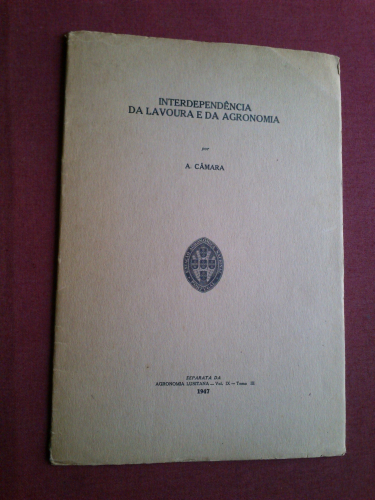 INTERDEPENDÊNCIA
DA LAVOURA E DA AGRONOMIA
por
A. CÂMARA
SEPARATA DA
AGRONOMIA LUSITANA — Vol. IX — Tomo III
1947